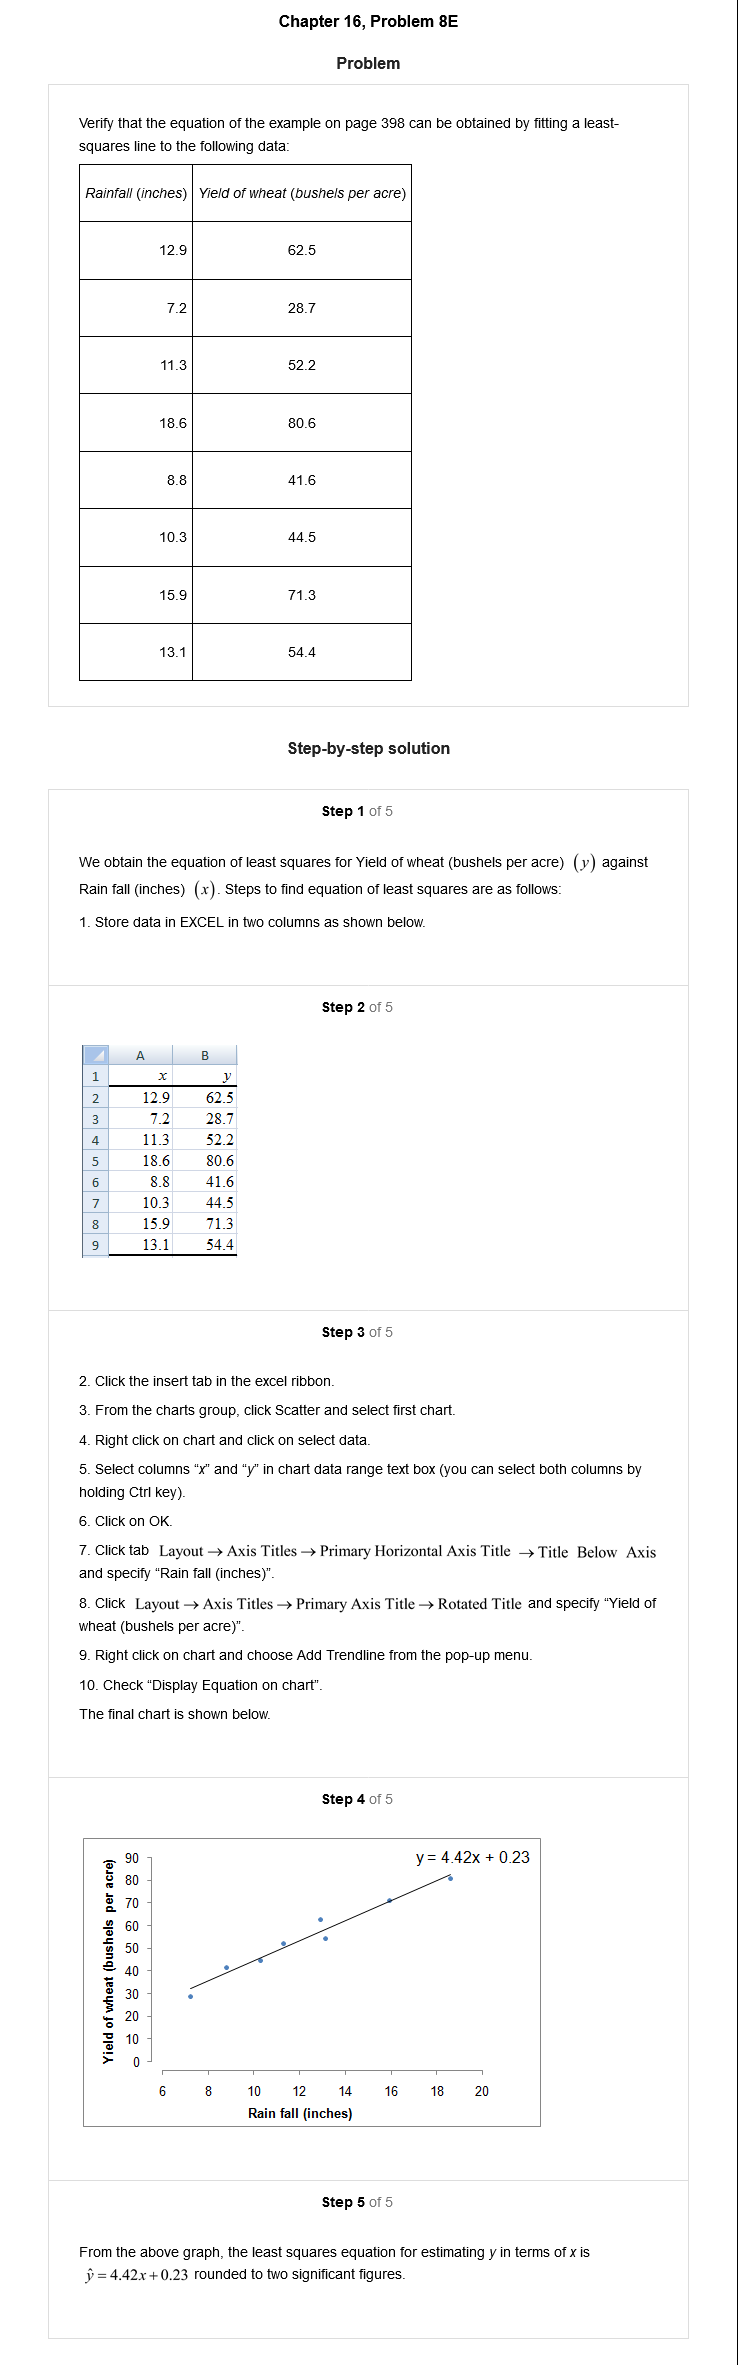 Chapter 16, Problem 8E
Problem
Verify that the equation of the example on page 398 can be obtained by fitting a least-
squares line to the following data:
Rainfall (inches) Yield of wheat (bushels per acre)
12.9 62.5
7.2 28.7
11.3 52.2
18.6 80.6
8.8 41.6
10.3 44.5
15.9 71.3
13.1 54.4
Step-by-step solution
Step 1 of 5
We obtain the equation of least squares for Yield of wheat (bushels per acre) (y) against
Rain fall (inches) (x). Steps to find equation of least squares are as follows:
1. Store data in EXCEL in two columns as shown below.
Step 2 of 5
A B
1 x y
2 12.9 62.5
3 7.2 28.7
4 11.3 52.2
5 18.6 80.6
6 8.8 41.6
7 10.3 44.5
8 15.9 71.3
9 13.1 54.4
Step 3 of 5
2. Click the insert tab in the excel ribbon.
3. From the charts group, click Scatter and select first chart.
4. Right click on chart and click on select data.
5. Select columns “x” and “y” in chart data range text box (you can select both columns by
holding Ctrl key).
6. Click on OK.
7. Click tab Layout → Axis Titles → Primary Horizontal Axis Title → Title Below Axis
and specify “Rain fall (inches)”.
8. Click Layout → Axis Titles → Primary Axis Title → Rotated Title and specify “Yield of
wheat (bushels per acre)”.
9. Right click on chart and choose Add Trendline from the pop-up menu.
10. Check “Display Equation on chart”.
The final chart is shown below.
Step 4 of 5
y = 4.42x + 0.23
Yield of wheat (bushels per acre)
90
80
70
60
50
40
30
20
10
0
6 8 10 12 14 16 18 20
Rain fall (inches)
Step 5 of 5
From the above graph, the least squares equation for estimating y in terms of x is
ŷ = 4.42x + 0.23 rounded to two significant figures.